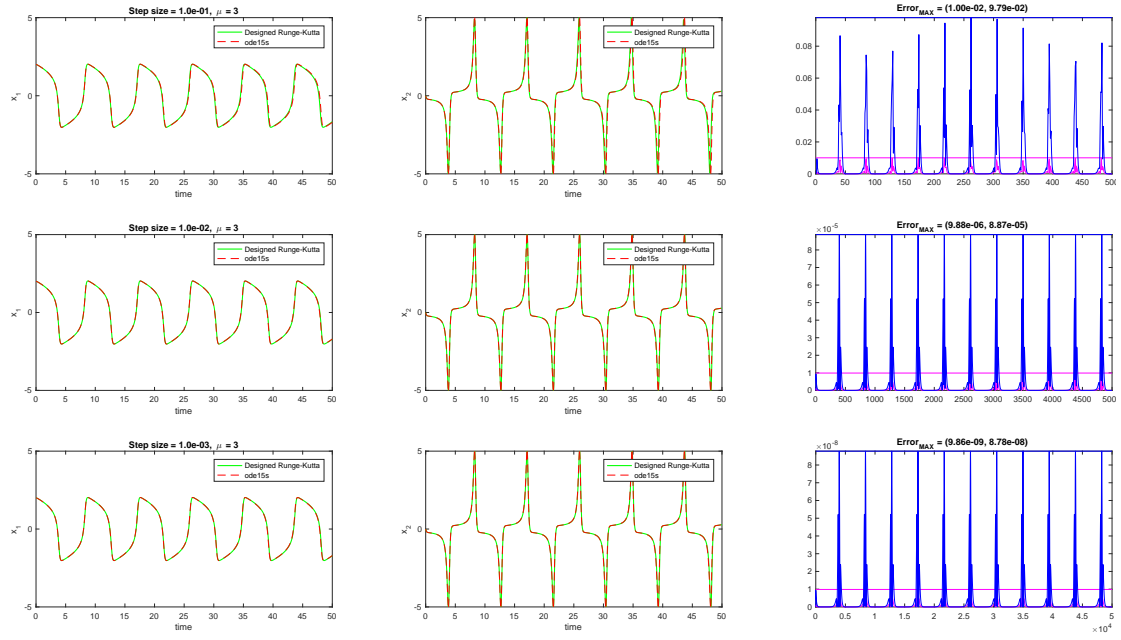 Step size = 1.0e-01, μ = 3
5
0
-5
x1
0 5 10 15 20 25 30 35 40 45 50
time
Designed Runge-Kutta
ode15s
5
0
-5
x2
0 5 10 15 20 25 30 35 40 45 50
time
Designed Runge-Kutta
ode15s
ErrorMAX = (1.00e-02, 9.79e-02)
0.08
0.06
0.04
0.02
0
0 50 100 150 200 250 300 350 400 450 500
Step size = 1.0e-02, μ = 3
5
0
-5
x1
0 5 10 15 20 25 30 35 40 45 50
time
Designed Runge-Kutta
ode15s
5
0
-5
x2
0 5 10 15 20 25 30 35 40 45 50
time
Designed Runge-Kutta
ode15s
ErrorMAX = (9.88e-06, 8.87e-05)
×10-5
8
7
6
5
4
3
2
1
0
0 500 1000 1500 2000 2500 3000 3500 4000 4500 5000
Step size = 1.0e-03, μ = 3
5
0
-5
x1
0 5 10 15 20 25 30 35 40 45 50
time
Designed Runge-Kutta
ode15s
5
0
-5
x2
0 5 10 15 20 25 30 35 40 45 50
time
Designed Runge-Kutta
ode15s
ErrorMAX = (9.86e-09, 8.78e-08)
×10-8
8
7
6
5
4
3
2
1
0
0 0.5 1 1.5 2 2.5 3 3.5 4 4.5 5
×104